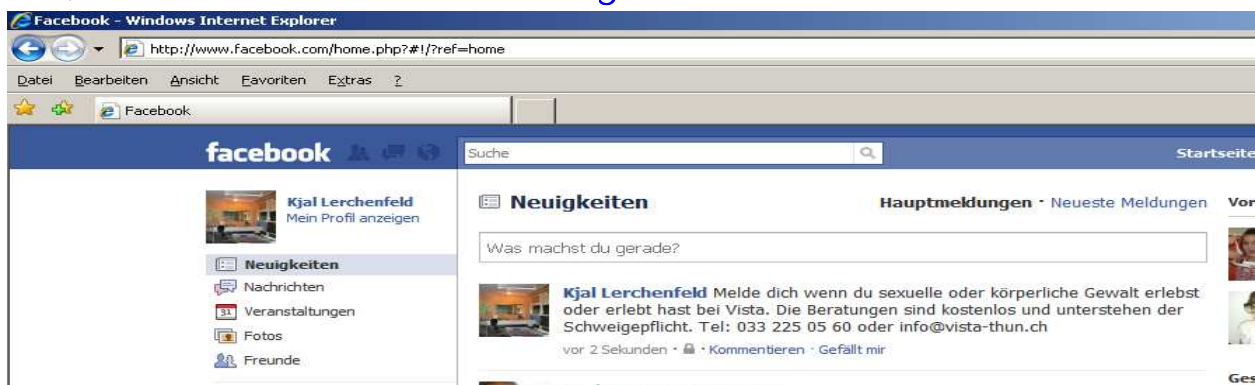 Facebook - Windows Internet Explorer
http://www.facebook.com/home.php?#!/?ref=home
Datei Bearbeiten Ansicht Favoriten Extras ?
Facebook
facebook Suche Startseite
Kjal Lerchenfeld
Mein Profil anzeigen
Neuigkeiten
Nachrichten
31 Veranstaltungen
Fotos
Freunde
Neuigkeiten Hauptmeldungen · Neueste Meldungen
Was machst du gerade?
Kjal Lerchenfeld Melde dich wenn du sexuelle oder körperliche Gewalt erlebst
oder erlebt hast bei Vista. Die Beratungen sind kostenlos und unterstehen der
Schweigepflicht. Tel: 033 225 05 60 oder info@vista-thun.ch
vor 2 Sekunden · Kommentieren · Gefällt mir
Vor
Ges